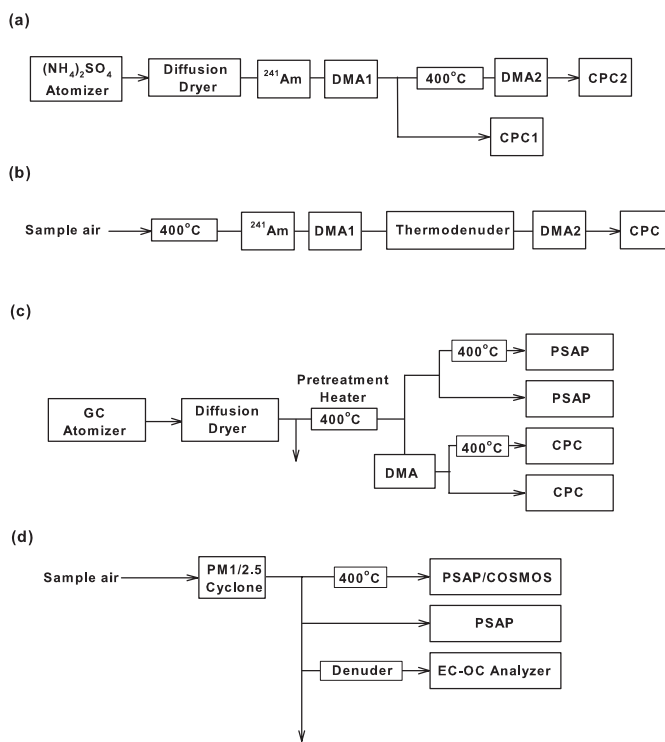 (a)
(NH₄)₂SO₄
Atomizer
Diffusion
Dryer
²⁴¹Am
DMA1
400°C
DMA2
CPC2
CPC1
(b)
Sample air
400°C
²⁴¹Am
DMA1
Thermodenuder
DMA2
CPC
(c)
GC
Atomizer
Diffusion
Dryer
Pretreatment
Heater
400°C
DMA
400°C
PSAP
PSAP
400°C
CPC
CPC
(d)
Sample air
PM1/2.5
Cyclone
400°C
PSAP/COSMOS
PSAP
Denuder
EC-OC Analyzer